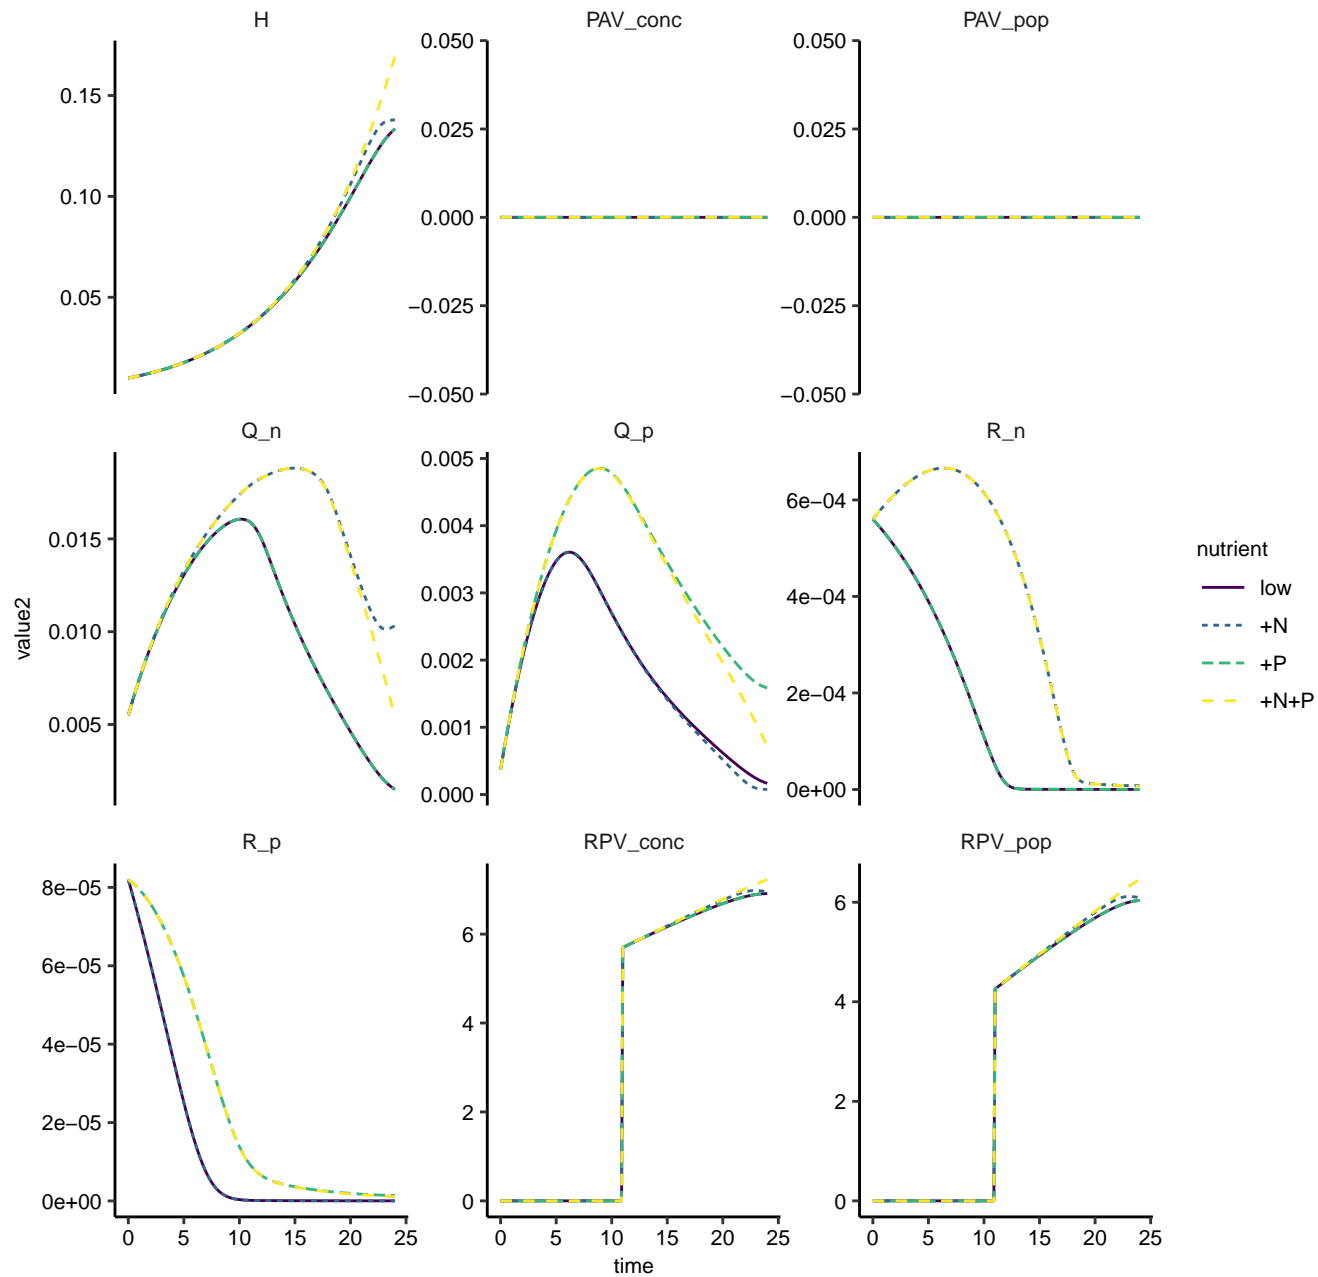 H
PAV_conc
PAV_pop
0.15
0.10
0.05
0.050
0.025
0.000
−0.025
−0.050
0.050
0.025
0.000
−0.025
−0.050
Q_n
Q_p
R_n
0.015
0.010
0.005
0.005
0.004
0.003
0.002
0.001
0.000
6e−04
4e−04
2e−04
0e+00
R_p
RPV_conc
RPV_pop
8e−05
6e−05
4e−05
2e−05
0e+00
6
4
2
0
6
4
2
0
0 5 10 15 20 25
0 5 10 15 20 25
0 5 10 15 20 25
time
value2
nutrient
low
+N
+P
+N+P